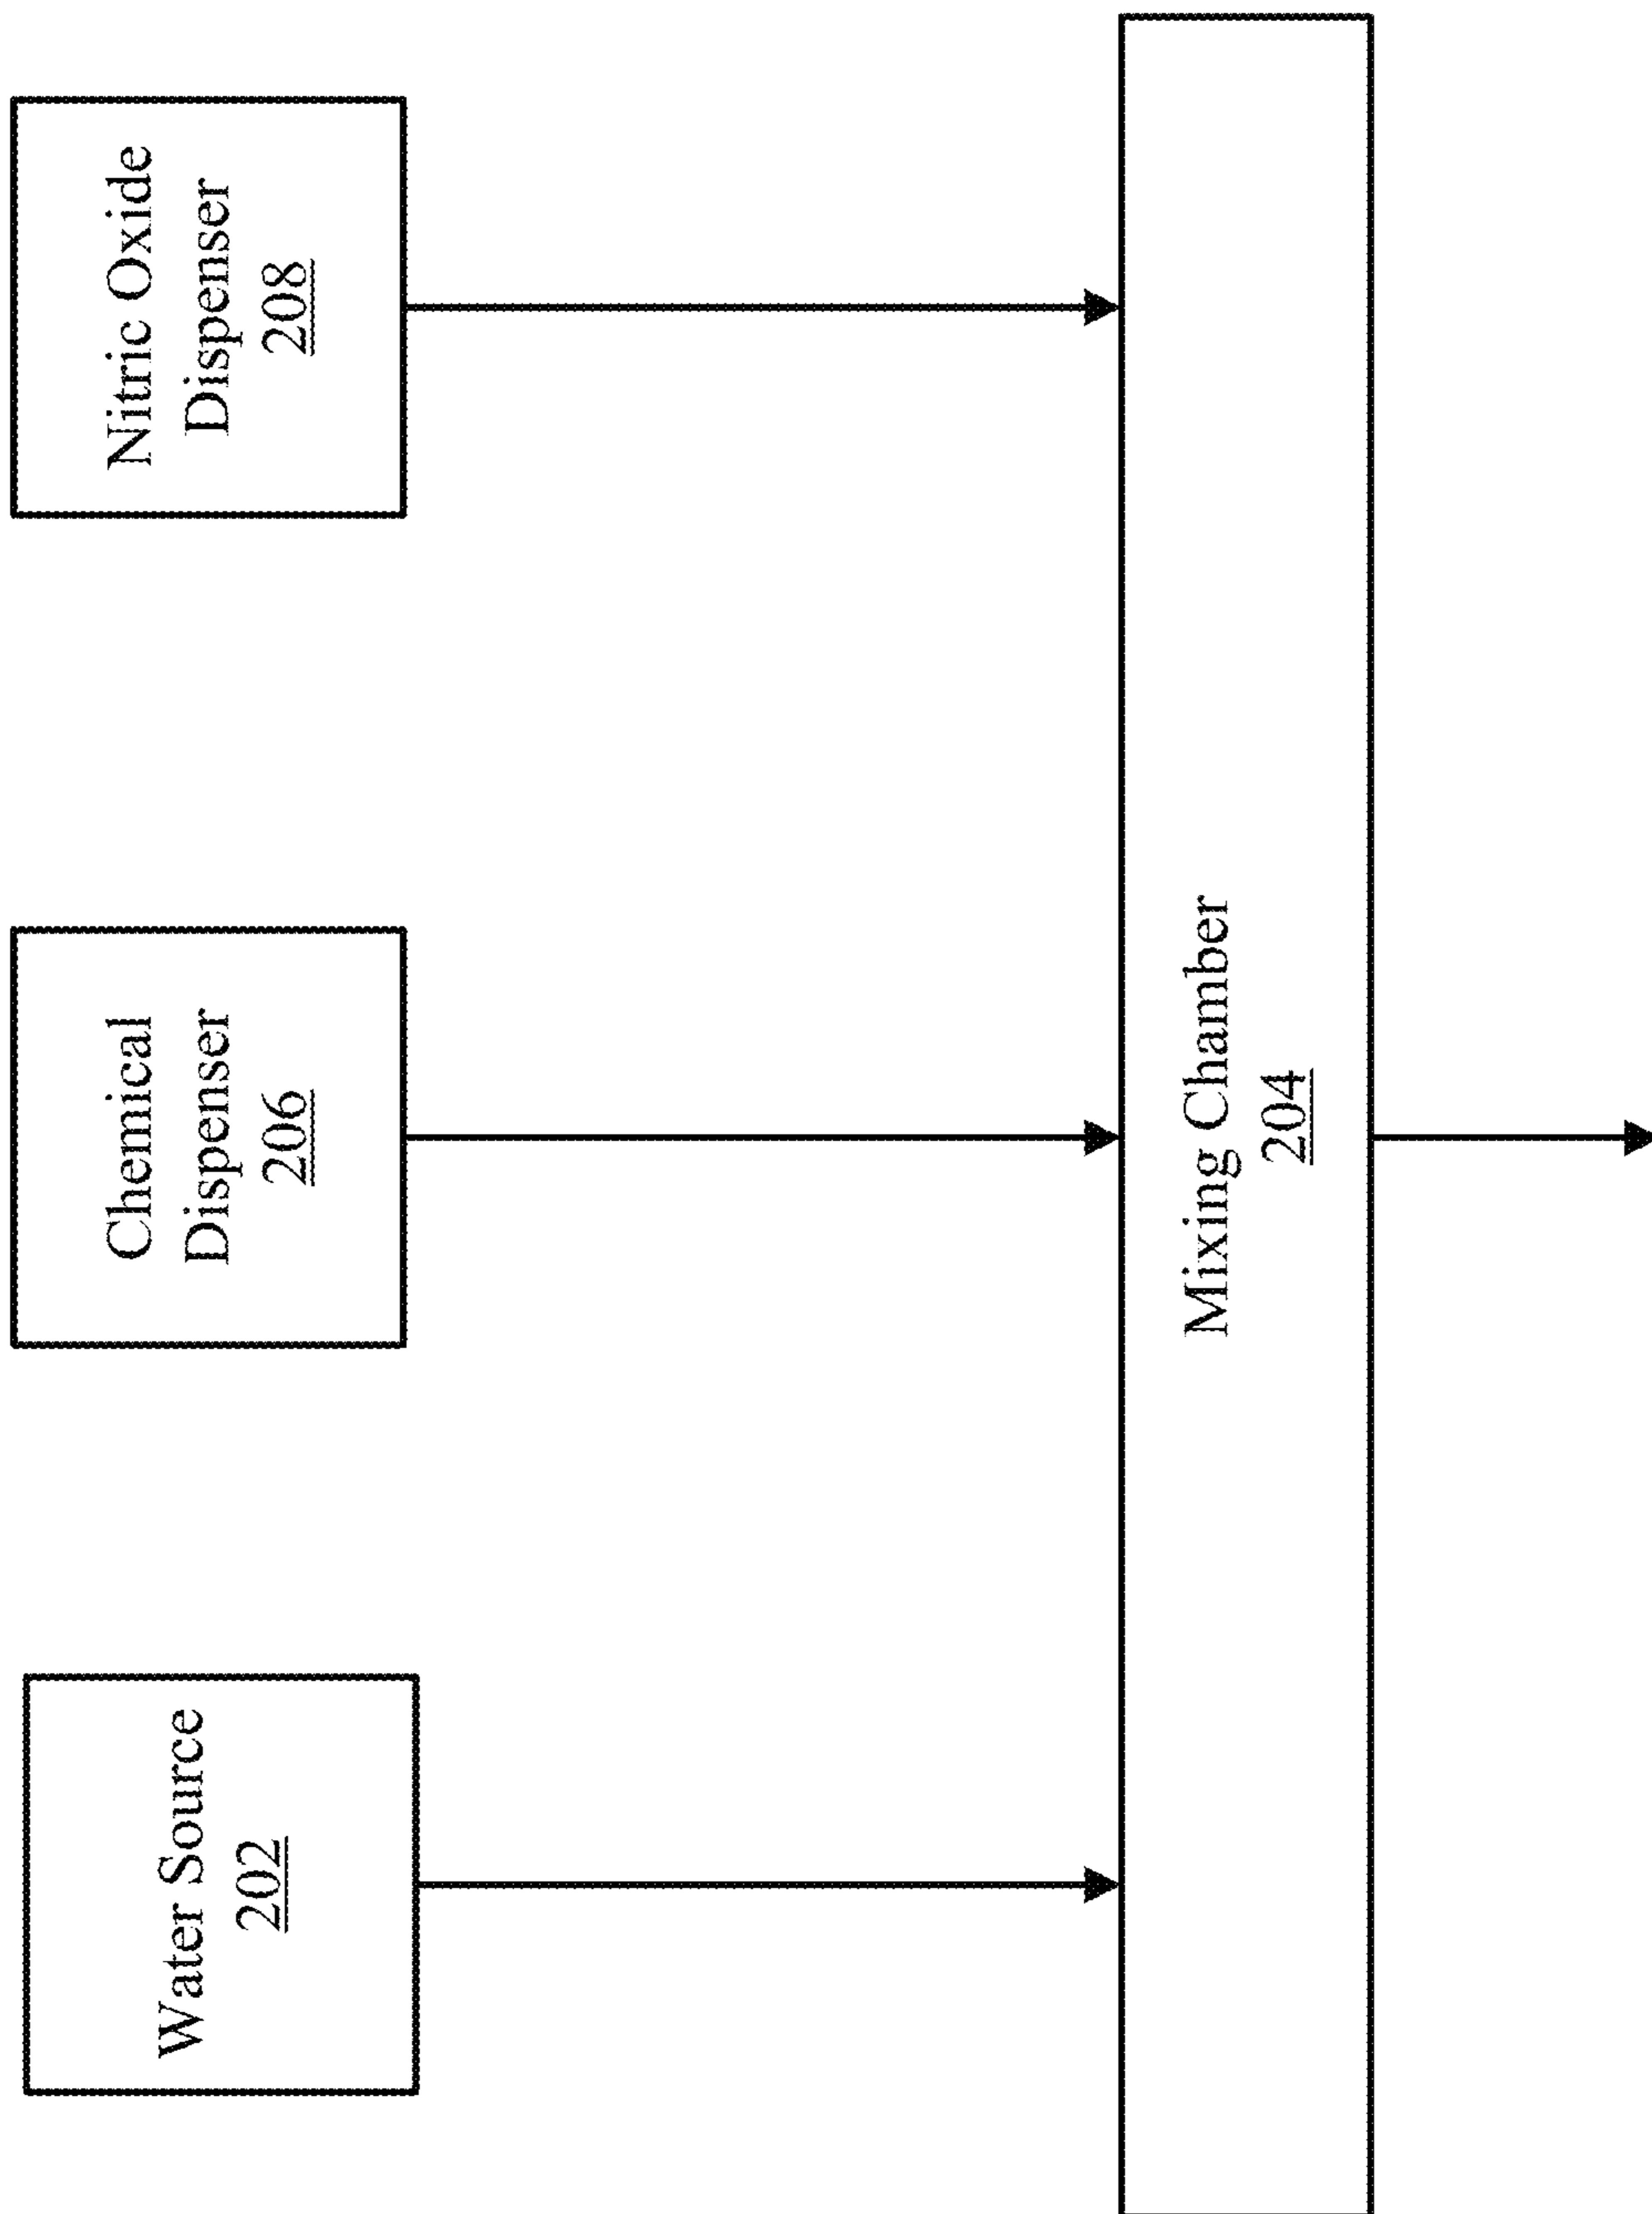 Water Source
202
Chemical
Dispenser
206
Nitric Oxide
Dispenser
208
Mixing Chamber
204